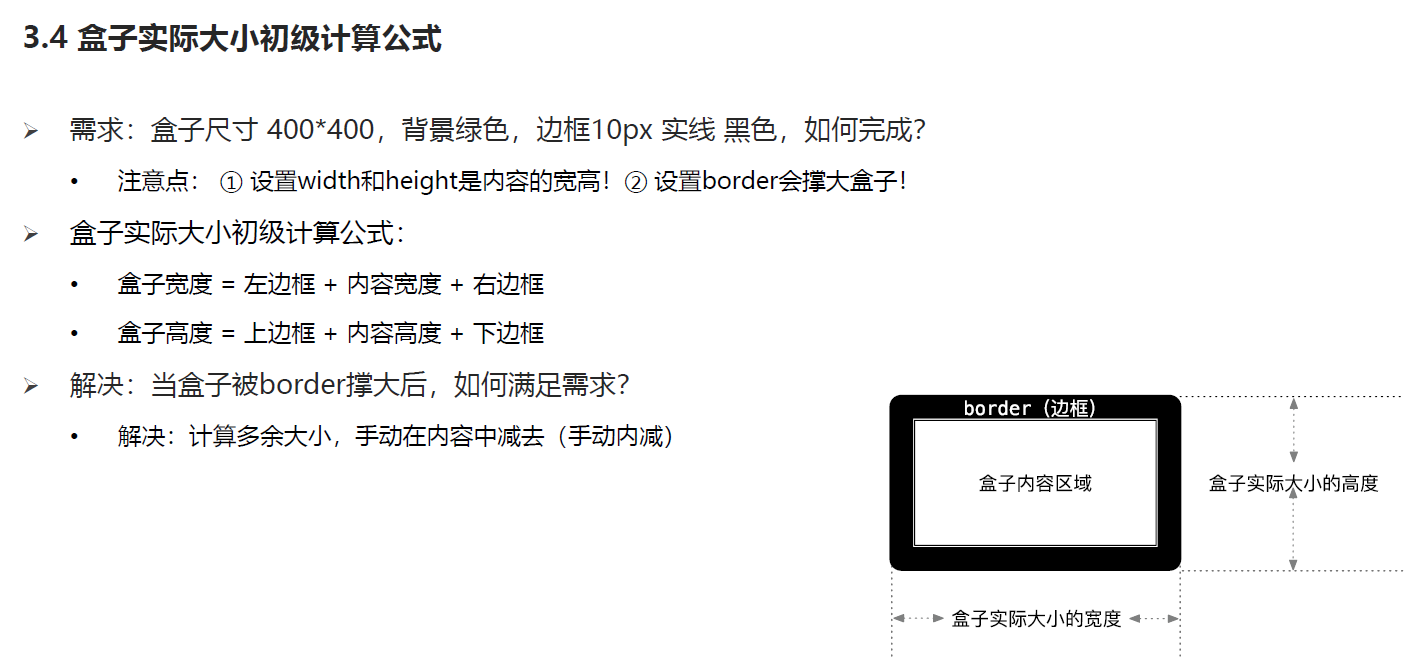 3.4 盒子实际大小初级计算公式
➢ 需求：盒子尺寸 400*400，背景绿色，边框10px 实线 黑色，如何完成？
• 注意点： ① 设置width和height是内容的宽高！② 设置border会撑大盒子！
➢ 盒子实际大小初级计算公式：
• 盒子宽度 = 左边框 + 内容宽度 + 右边框
• 盒子高度 = 上边框 + 内容高度 + 下边框
➢ 解决：当盒子被border撑大后，如何满足需求？
• 解决：计算多余大小，手动在内容中减去（手动内减）
border（边框）
盒子内容区域
盒子实际大小的高度
盒子实际大小的宽度